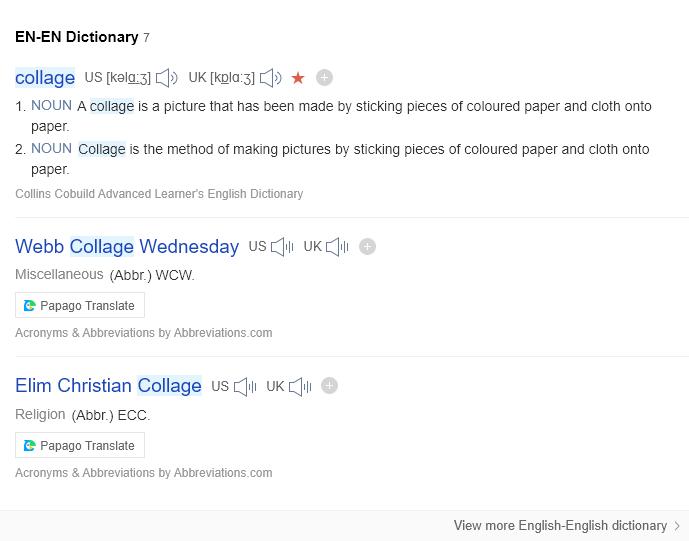 EN-EN Dictionary 7
collage US [kəlɑːʒ] UK [kɒlɑːʒ]
1. NOUN A collage is a picture that has been made by sticking pieces of coloured paper and cloth onto
paper.
2. NOUN Collage is the method of making pictures by sticking pieces of coloured paper and cloth onto
paper.
Collins Cobuild Advanced Learner's English Dictionary
Webb Collage Wednesday US UK
Miscellaneous (Abbr.) WCW.
Papago Translate
Acronyms & Abbreviations by Abbreviations.com
Elim Christian Collage US UK
Religion (Abbr.) ECC.
Papago Translate
Acronyms & Abbreviations by Abbreviations.com
View more English-English dictionary